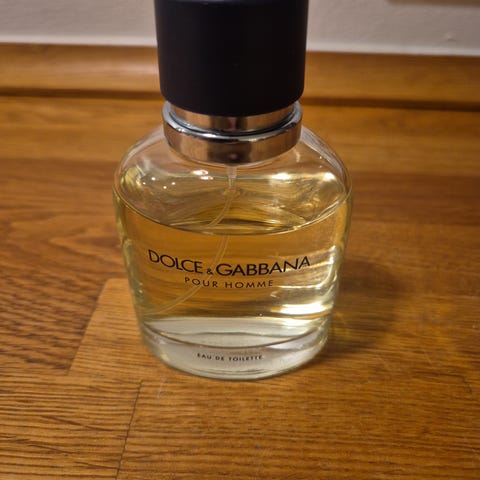 DOLCE & GABBANA
POUR HOMME
EAU DE TOILETTE